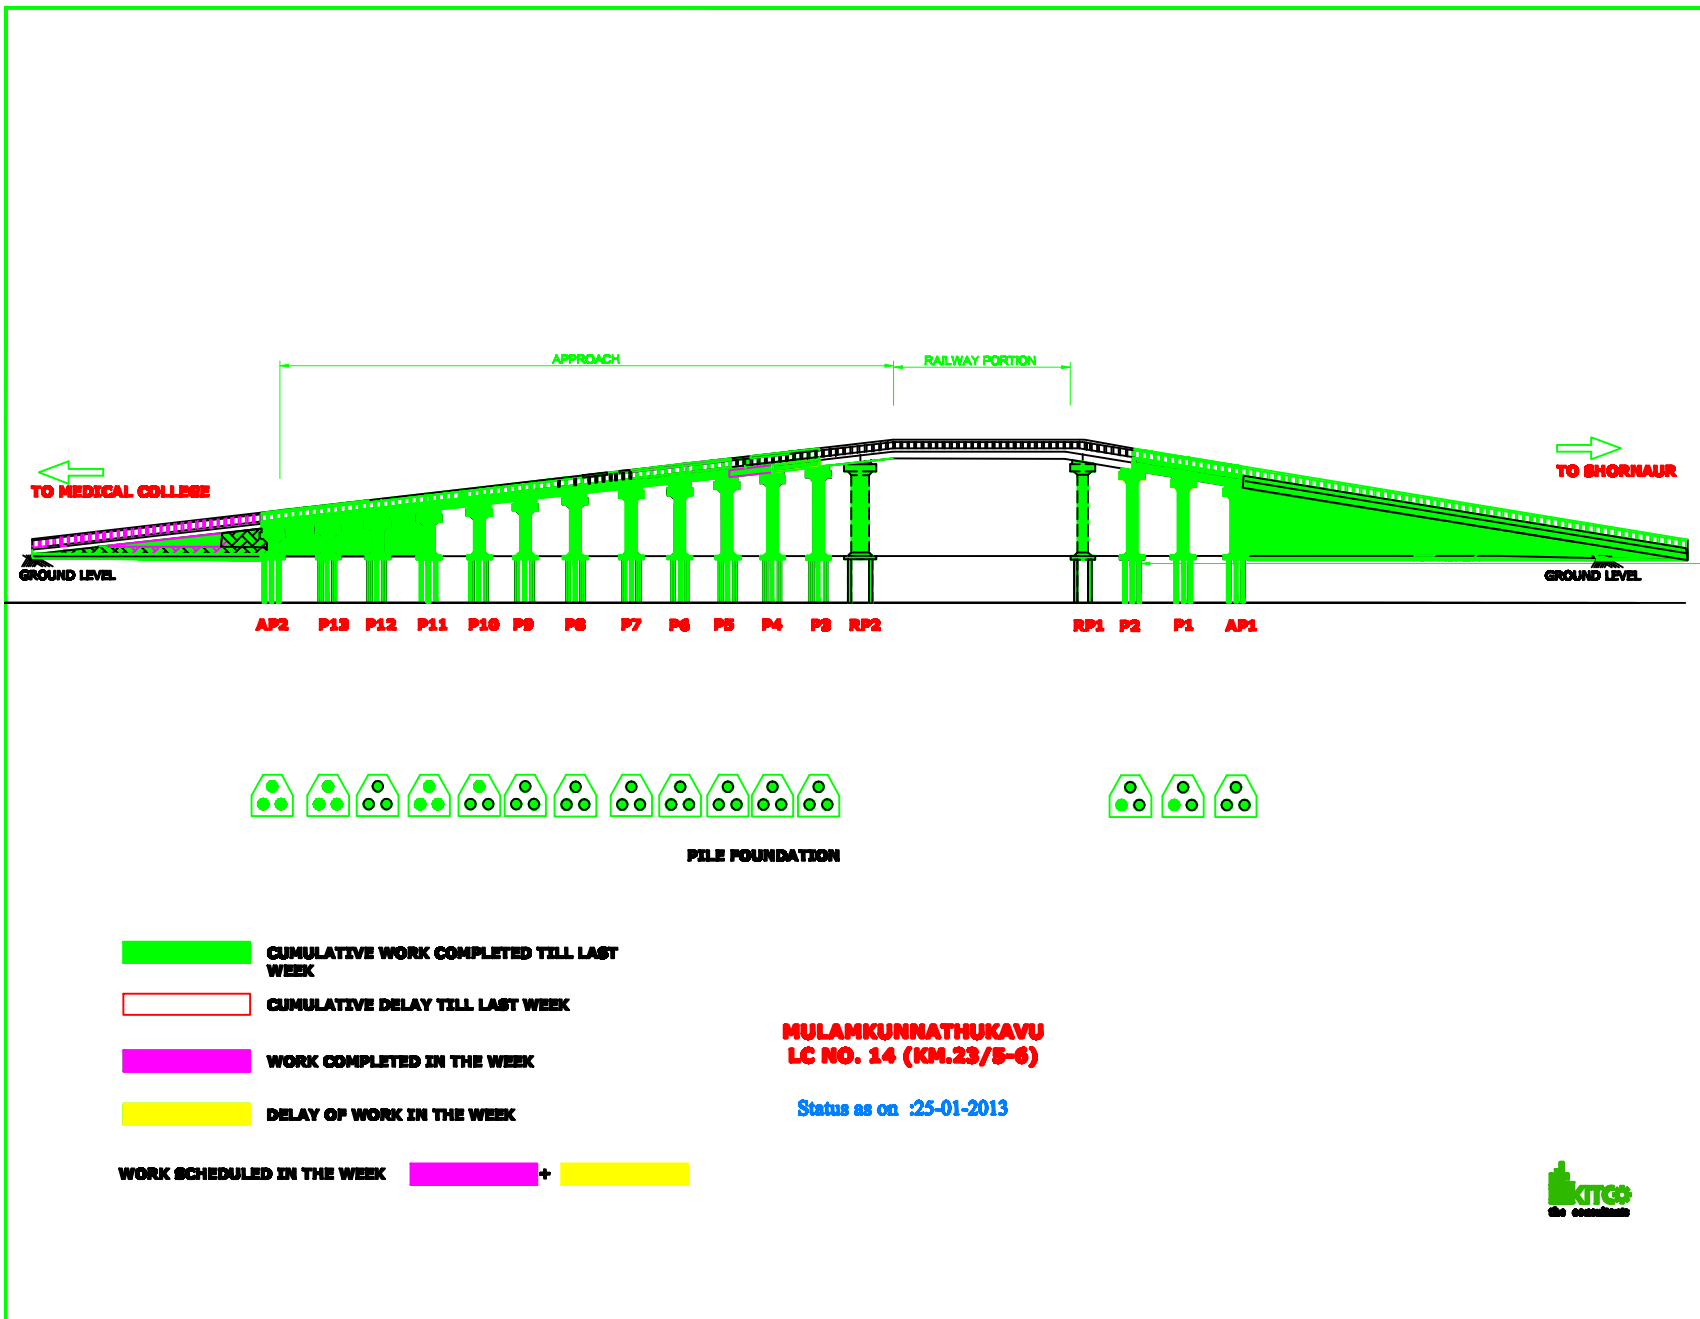 APPROACH
RAILWAY PORTION
TO MEDICAL COLLEGE
TO SHORNAUR
GROUND LEVEL
GROUND LEVEL
AP2 P13 P12 P11 P10 P9 P8 P7 P6 P5 P4 P3 RP2 RP1 P2 P1 AP1
PILE FOUNDATION
CUMULATIVE WORK COMPLETED TILL LAST
WEEK
CUMULATIVE DELAY TILL LAST WEEK
WORK COMPLETED IN THE WEEK
DELAY OF WORK IN THE WEEK
WORK SCHEDULED IN THE WEEK +
MULAMKUNNATHUKAVU
LC NO. 14 (KM.23/5-6)
Status as on :25-01-2013
KITCO
the consultants